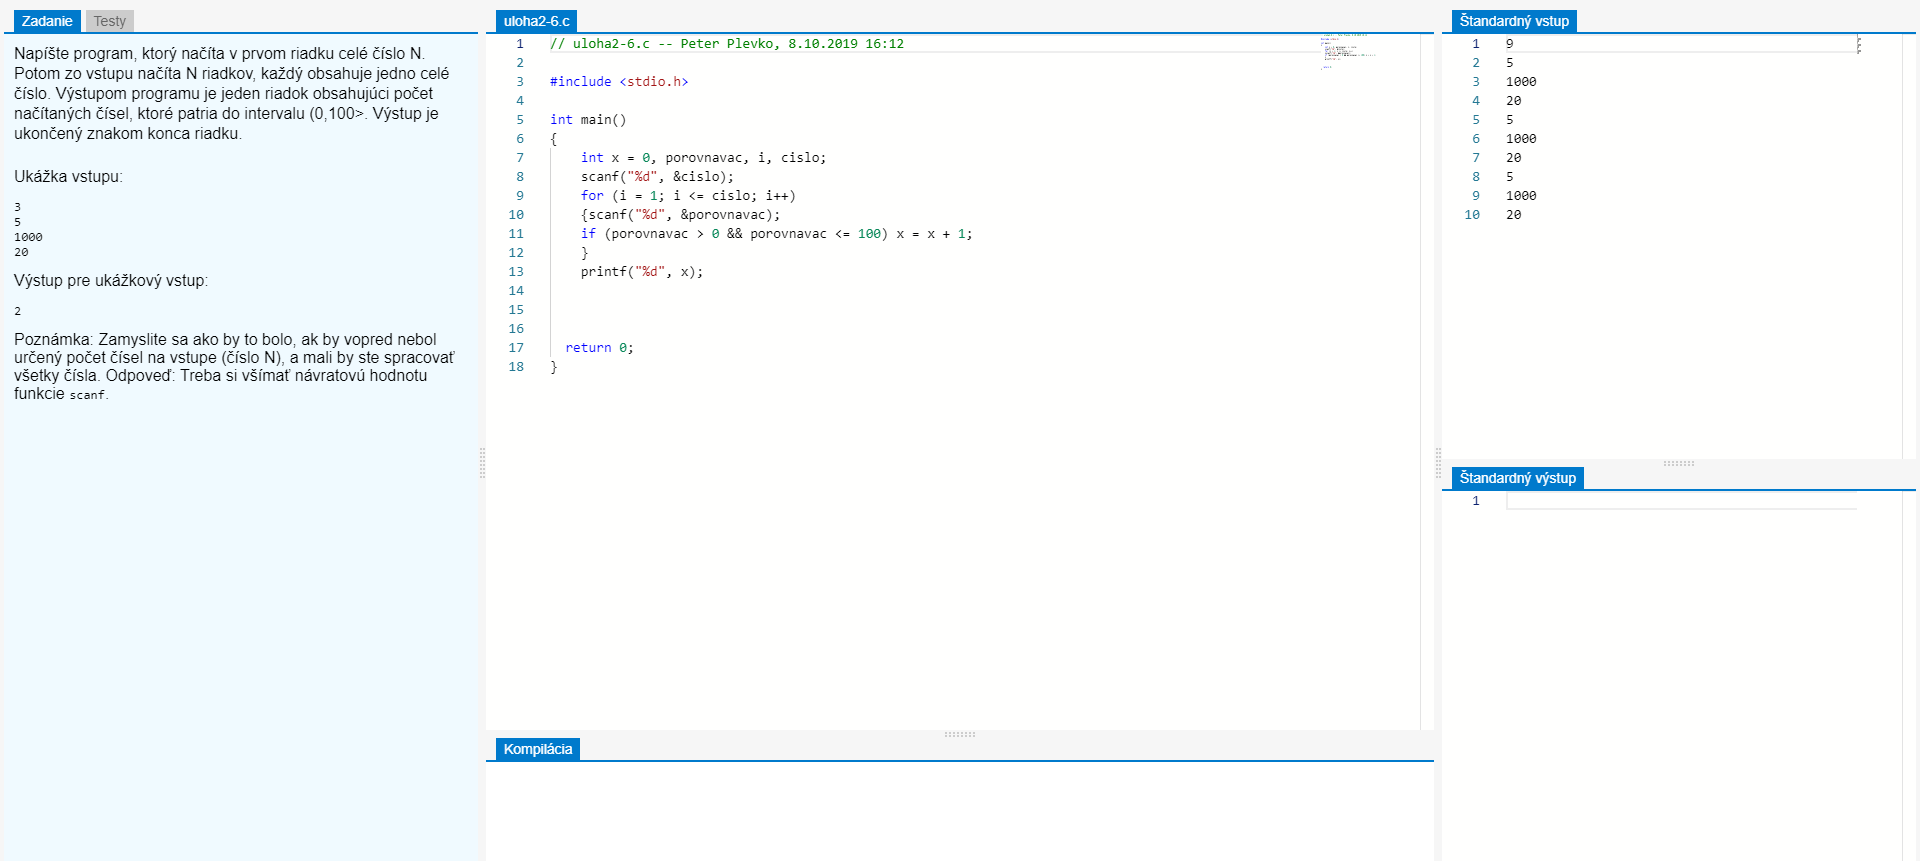 Zadanie
Testy
Napíšte program, ktorý načíta v prvom riadku celé číslo N.
Potom zo vstupu načíta N riadkov, každý obsahuje jedno celé
číslo. Výstupom programu je jeden riadok obsahujúci počet
načítaných čísel, ktoré patria do intervalu (0,100>. Výstup je
ukončený znakom konca riadku.
Ukážka vstupu:
3
5
1000
20
Výstup pre ukážkový vstup:
2
Poznámka: Zamyslite sa ako by to bolo, ak by vopred nebol
určený počet čísel na vstupe (číslo N), a mali by ste spracovať
všetky čísla. Odpoveď: Treba si všímať návratovú hodnotu
funkcie scanf.
uloha2-6.c
1 // uloha2-6.c -- Peter Plevko, 8.10.2019 16:12
2
3 #include <stdio.h>
4
5 int main()
6 {
7 int x = 0, porovnavac, i, cislo;
8 scanf("%d", &cislo);
9 for (i = 1; i <= cislo; i++)
10 {scanf("%d", &porovnavac);
11 if (porovnavac > 0 && porovnavac <= 100) x = x + 1;
12 }
13 printf("%d", x);
14
15
16
17 return 0;
18 }
Kompilácia
Štandardný vstup
1 9
2 5
3 1000
4 20
5 5
6 1000
7 20
8 5
9 1000
10 20
Štandardný výstup
1